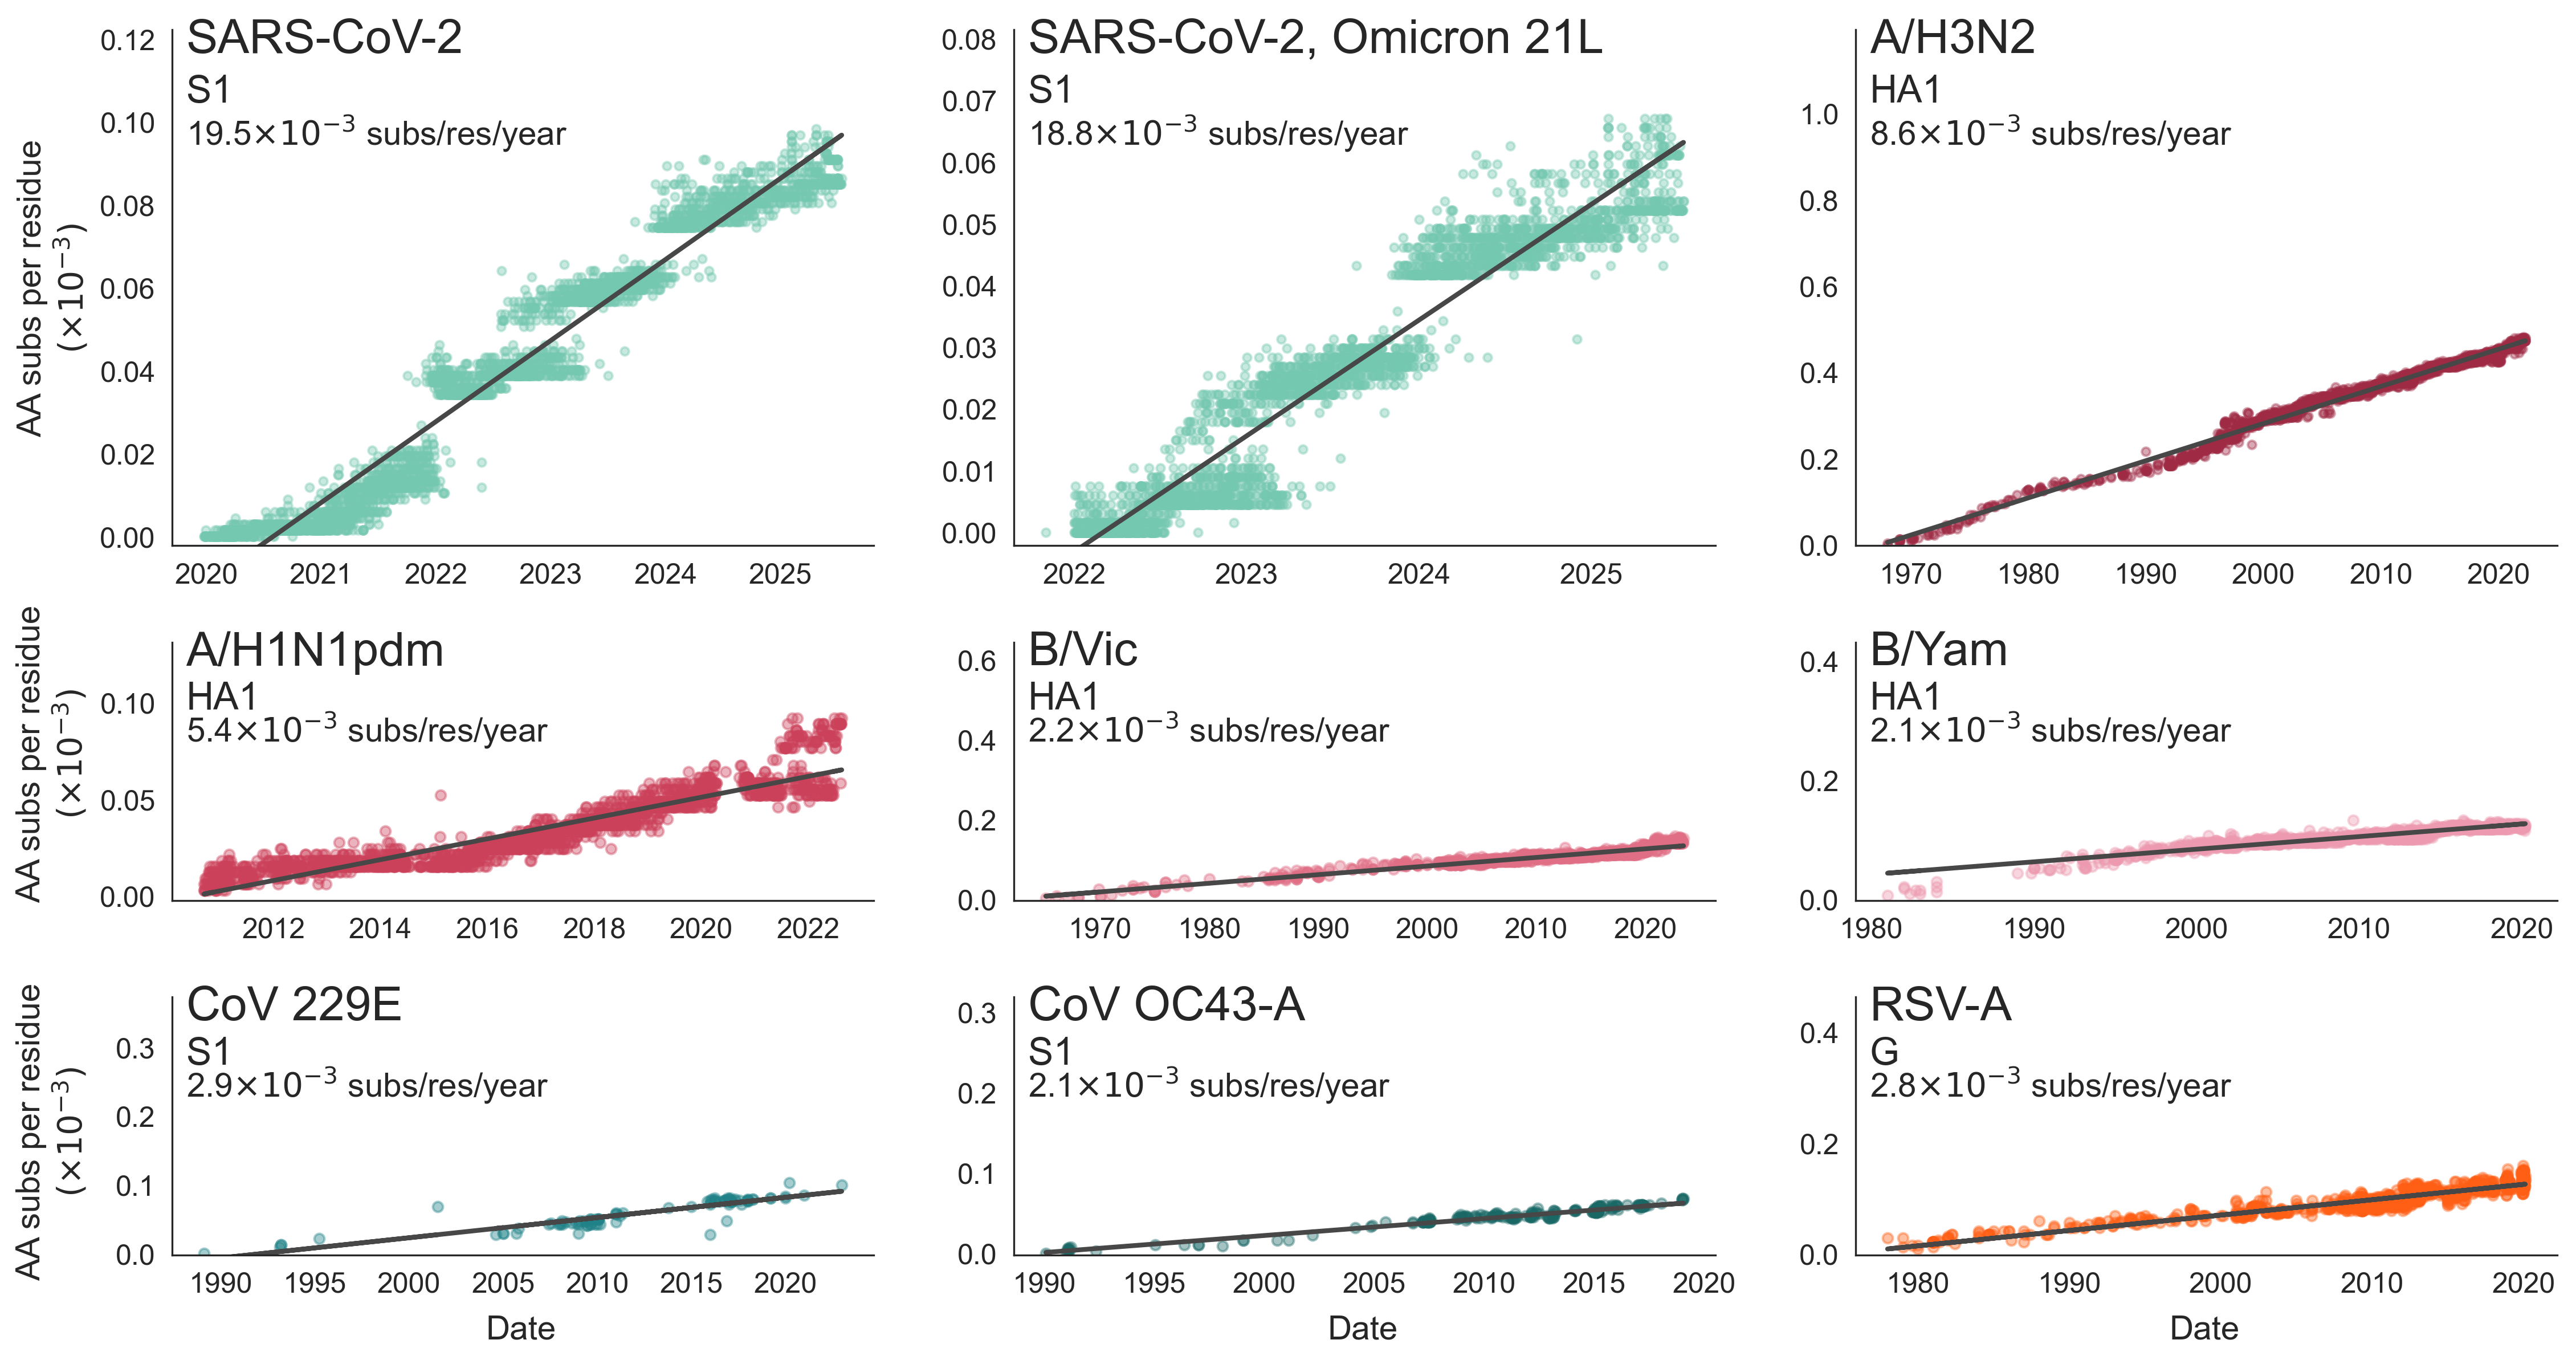 SARS-CoV-2
S1
19.5×10⁻³ subs/res/year
AA subs per residue
(×10⁻³)
0.12
0.10
0.08
0.06
0.04
0.02
0.00
2020 2021 2022 2023 2024 2025
SARS-CoV-2, Omicron 21L
S1
18.8×10⁻³ subs/res/year
0.08
0.07
0.06
0.05
0.04
0.03
0.02
0.01
0.00
2022 2023 2024 2025
A/H3N2
HA1
8.6×10⁻³ subs/res/year
1.0
0.8
0.6
0.4
0.2
0.0
1970 1980 1990 2000 2010 2020
A/H1N1pdm
HA1
5.4×10⁻³ subs/res/year
AA subs per residue
(×10⁻³)
0.10
0.05
0.00
2012 2014 2016 2018 2020 2022
B/Vic
HA1
2.2×10⁻³ subs/res/year
0.6
0.4
0.2
0.0
1970 1980 1990 2000 2010 2020
B/Yam
HA1
2.1×10⁻³ subs/res/year
0.4
0.2
0.0
1980 1990 2000 2010 2020
CoV 229E
S1
2.9×10⁻³ subs/res/year
AA subs per residue
(×10⁻³)
0.3
0.2
0.1
0.0
1990 1995 2000 2005 2010 2015 2020
Date
CoV OC43-A
S1
2.1×10⁻³ subs/res/year
0.3
0.2
0.1
0.0
1990 1995 2000 2005 2010 2015 2020
Date
RSV-A
G
2.8×10⁻³ subs/res/year
0.4
0.2
0.0
1980 1990 2000 2010 2020
Date